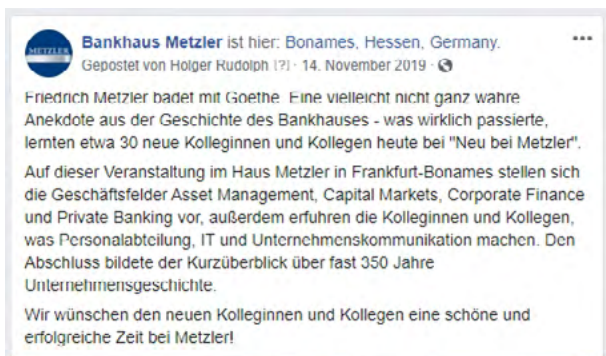 METZLER
Bankhaus Metzler ist hier: Bonames, Hessen, Germany.
Gepostet von Holger Rudolph [?] · 14. November 2019 ·
Friedrich Metzler badet mit Goethe. Eine vielleicht nicht ganz wahre
Anekdote aus der Geschichte des Bankhauses - was wirklich passierte,
lernten etwa 30 neue Kolleginnen und Kollegen heute bei "Neu bei Metzler".
Auf dieser Veranstaltung im Haus Metzler in Frankfurt-Bonames stellen sich
die Geschäftsfelder Asset Management, Capital Markets, Corporate Finance
und Private Banking vor, außerdem erfuhren die Kolleginnen und Kollegen,
was Personalabteilung, IT und Unternehmenskommunikation machen. Den
Abschluss bildete der Kurzüberblick über fast 350 Jahre
Unternehmensgeschichte.
Wir wünschen den neuen Kolleginnen und Kollegen eine schöne und
erfolgreiche Zeit bei Metzler!